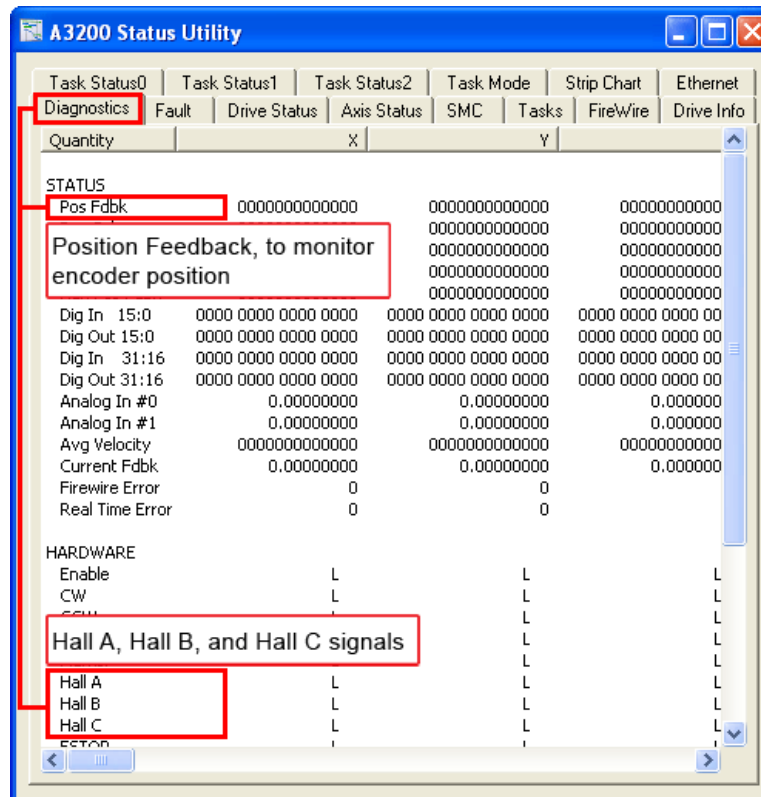 A3200 Status Utility
Task Status0 Task Status1 Task Status2 Task Mode Strip Chart Ethernet
Diagnostics Fault Drive Status Axis Status SMC Tasks FireWire Drive Info
Quantity X Y
STATUS
Pos Fdbk 0000000000000 0000000000000 0000000000
0000000000000 0000000000
Position Feedback, to monitor
encoder position
0000000000000 0000000000
0000000000000 0000000000
0000000000000 0000000000
Dig In 15:0 0000 0000 0000 0000 0000 0000 0000 0000 0000 0000 0000 00
Dig Out 15:0 0000 0000 0000 0000 0000 0000 0000 0000 0000 0000 0000 00
Dig In 31:16 0000 0000 0000 0000 0000 0000 0000 0000 0000 0000 0000 00
Dig Out 31:16 0000 0000 0000 0000 0000 0000 0000 0000 0000 0000 0000 00
Analog In #0 0.00000000 0.00000000 0.000000
Analog In #1 0.00000000 0.00000000 0.000000
Avg Velocity 0000000000000 0000000000000 00000000000
Current Fdbk 0.00000000 0.00000000 0.000000
Firewire Error 0 0
Real Time Error 0 0
HARDWARE
Enable L L L
CW L L L
L L
Hall A, Hall B, and Hall C signals
L L
L L
Hall A L L L
Hall B L L L
Hall C L L L
ESTOP